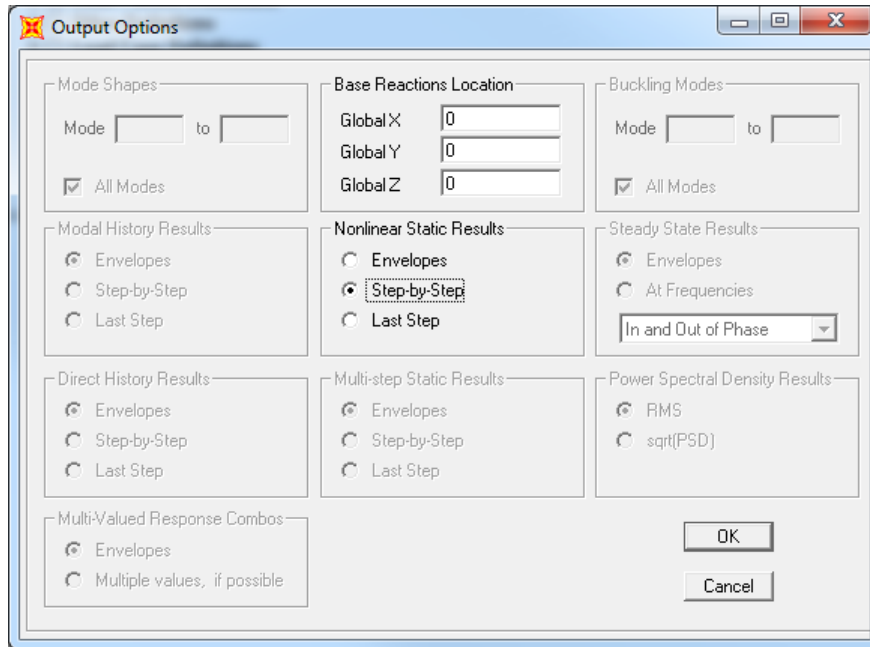 Output Options
Mode Shapes
Mode
to
All Modes
Base Reactions Location
Global X 0
Global Y 0
Global Z 0
Buckling Modes
Mode
to
All Modes
Modal History Results
Envelopes
Step-by-Step
Last Step
Nonlinear Static Results
Envelopes
Step-by-Step
Last Step
Steady State Results
Envelopes
At Frequencies
In and Out of Phase
Direct History Results
Envelopes
Step-by-Step
Last Step
Multi-step Static Results
Envelopes
Step-by-Step
Last Step
Power Spectral Density Results
RMS
sqrt(PSD)
Multi-Valued Response Combos
Envelopes
Multiple values, if possible
OK
Cancel